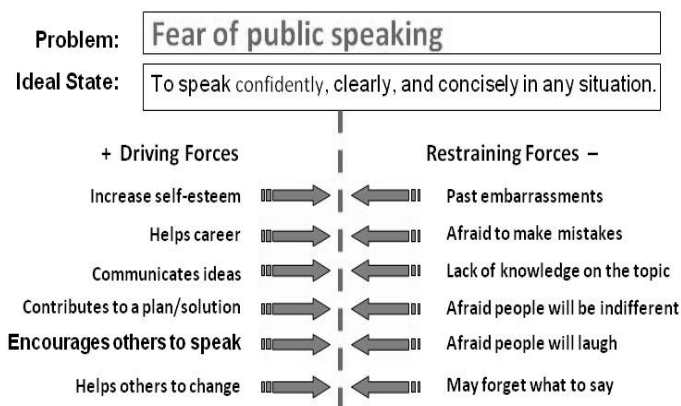 Problem: Fear of public speaking
Ideal State: To speak confidently, clearly, and concisely in any situation.
+ Driving Forces Restraining Forces –
Increase self-esteem Past embarrassments
Helps career Afraid to make mistakes
Communicates ideas Lack of knowledge on the topic
Contributes to a plan/solution Afraid people will be indifferent
Encourages others to speak Afraid people will laugh
Helps others to change May forget what to say